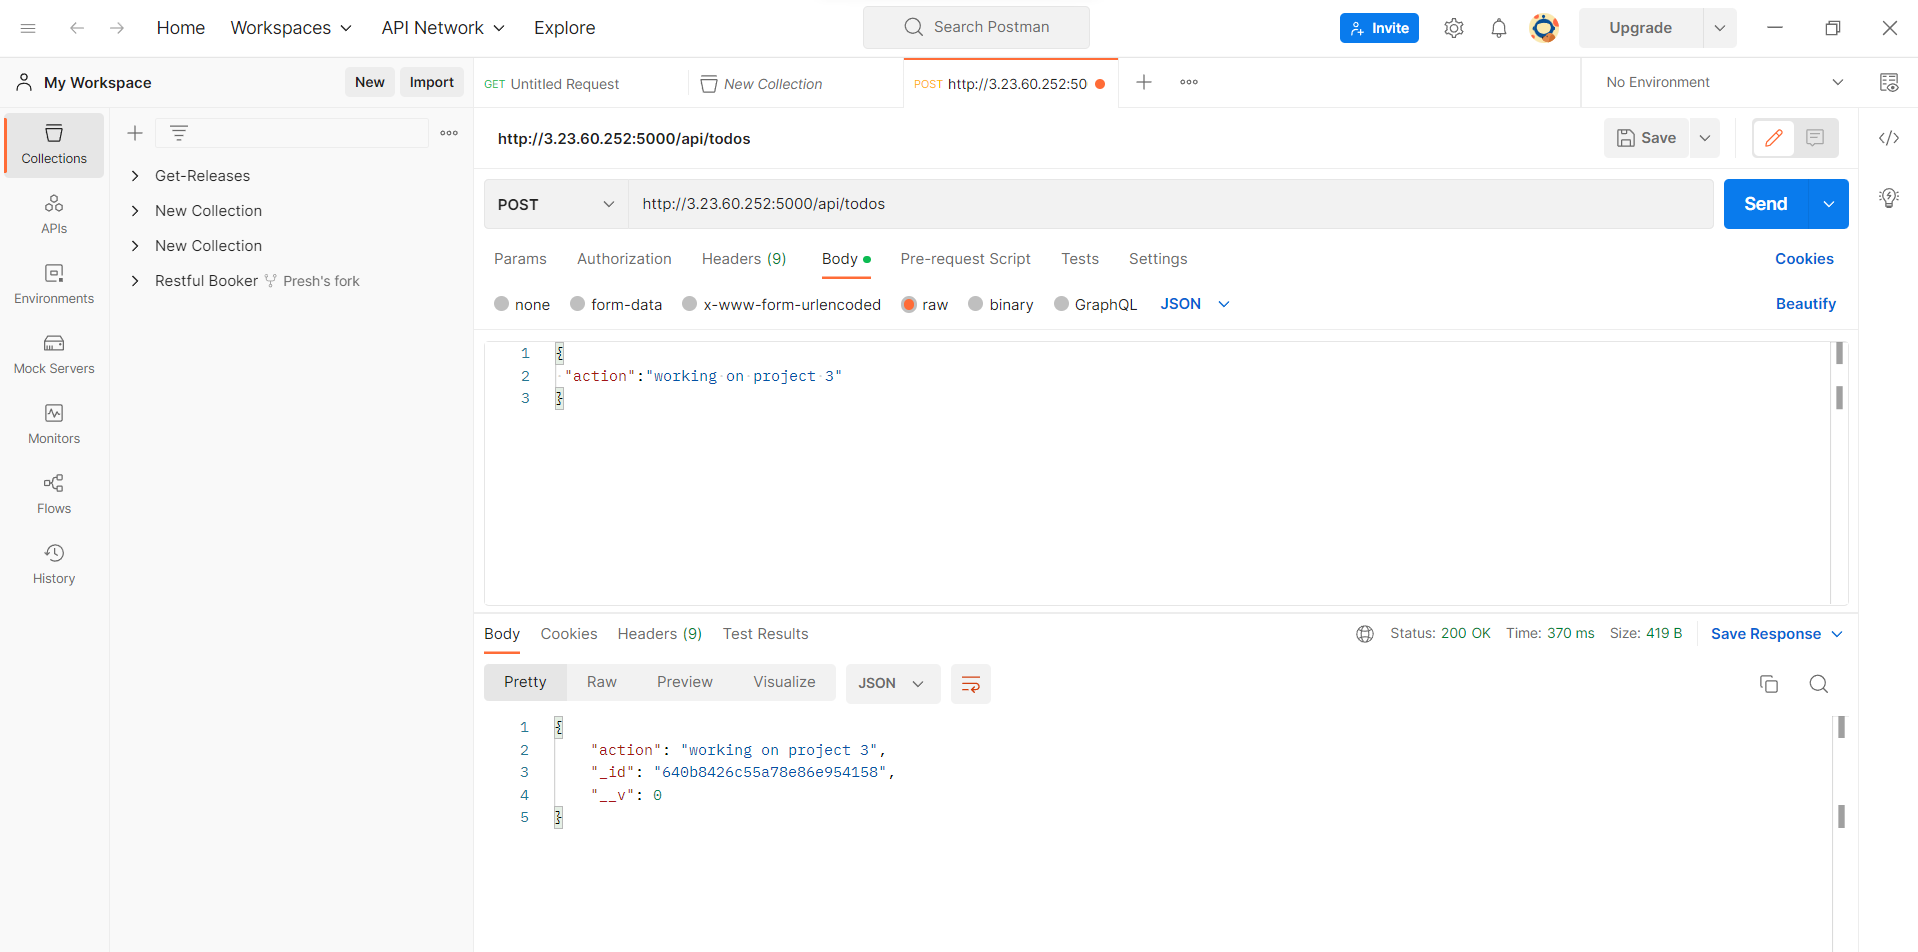 Home Workspaces API Network Explore Search Postman Invite Upgrade
My Workspace New Import GET Untitled Request New Collection POST http://3.23.60.252:50 No Environment
Collections
APIs
Environments
Mock Servers
Monitors
Flows
History
Get-Releases
New Collection
New Collection
Restful Booker Presh's fork
http://3.23.60.252:5000/api/todos Save
POST http://3.23.60.252:5000/api/todos Send
Params Authorization Headers (9) Body Pre-request Script Tests Settings Cookies
none form-data x-www-form-urlencoded raw binary GraphQL JSON Beautify
1 {
2 "action":"working on project 3"
3 }
Body Cookies Headers (9) Test Results Status: 200 OK Time: 370 ms Size: 419 B Save Response
Pretty Raw Preview Visualize JSON
1 {
2 "action": "working on project 3",
3 "_id": "640b8426c55a78e86e954158",
4 "__v": 0
5 }